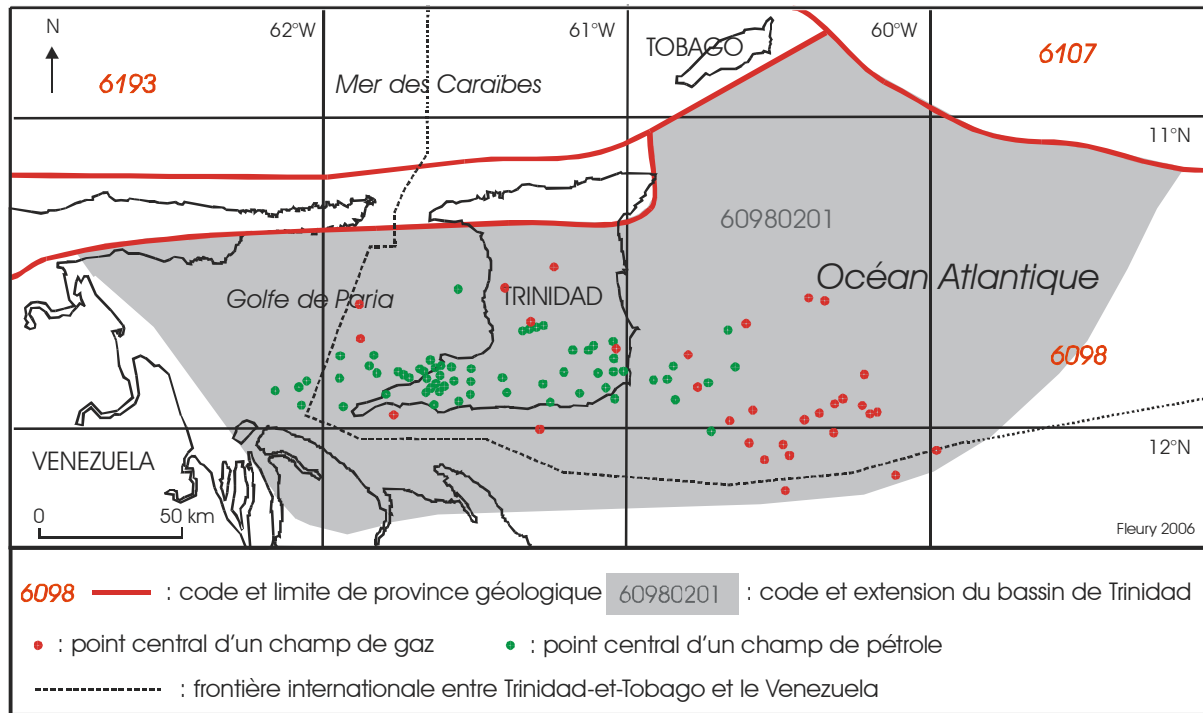 N
62°W
61°W
60°W
TOBAGO
6193
Mer des Caraïbes
6107
11°N
60980201
Océan Atlantique
Golfe de Paria
TRINIDAD
6098
12°N
VENEZUELA
0 50 km
Fleury 2006
6098 : code et limite de province géologique 60980201 : code et extension du bassin de Trinidad
: point central d'un champ de gaz : point central d'un champ de pétrole
: frontière internationale entre Trinidad-et-Tobago et le Venezuela